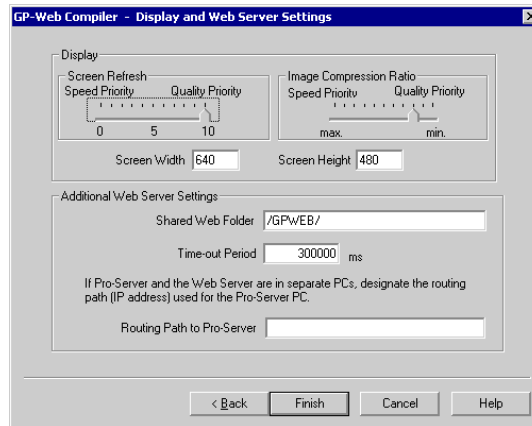 GP-Web Compiler - Display and Web Server Settings
Display
Screen Refresh
Speed Priority Quality Priority
0 5 10
Image Compression Ratio
Speed Priority Quality Priority
max. min.
Screen Width 640 Screen Height 480
Additional Web Server Settings
Shared Web Folder /GPWEB/
Time-out Period 300000 ms
If Pro-Server and the Web Server are in separate PCs, designate the routing
path (IP address) used for the Pro-Server PC.
Routing Path to Pro-Server
< Back Finish Cancel Help